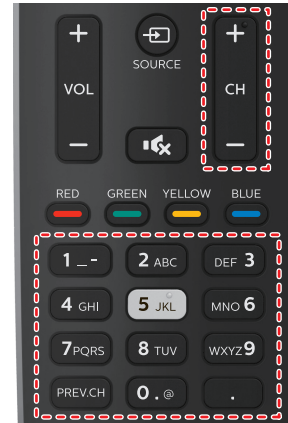 + +
SOURCE
VOL CH
- -
RED GREEN YELLOW BLUE
1 _- 2 ABC DEF 3
4 GHI 5 JKL MNO 6
7PQRS 8 TUV WXYZ9
PREV.CH 0 . @ .